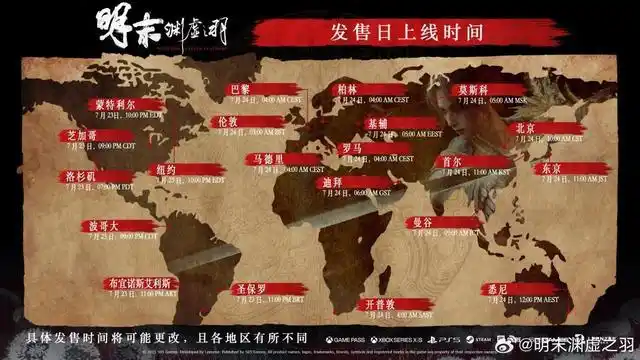 明末渊虚之羽
发售日上线时间
巴黎
7月24日，04:00 AM CEST
柏林
7月24日，04:00 AM CEST
莫斯科
7月24日，05:00 AM MSK
蒙特利尔
7月23日，10:00 PM EDT
伦敦
7月24日，03:00 AM BST
基辅
7月24日，05:00 AM EEST
北京
7月24日，10:00 AM
芝加哥
7月23日，09:00 PM CDT
罗马
7月24日，04:00 AM CEST
马德里
7月24日，04:00 AM CEST
首尔
7月24日，11:00 AM KST
东京
7月24日，11:00 AM JST
洛杉矶
7月23日，07:00 PM PDT
纽约
7月23日，10:00 PM EDT
迪拜
7月24日，06:00 AM GST
波哥大
7月23日，09:00 PM
曼谷
7月24日，09:00 AM
布宜诺斯艾利斯
7月23日，11:00 PM ART
圣保罗
7月23日，11:00 PM BRT
开普敦
7月24日，4:00 AM SAST
悉尼
7月24日，12:00 PM AEST
具体发售时间将可能更改，且各地区有所不同
GAME PASS
XBOX SERIES X|S
PS5
STEAM
@明末渊虚之羽